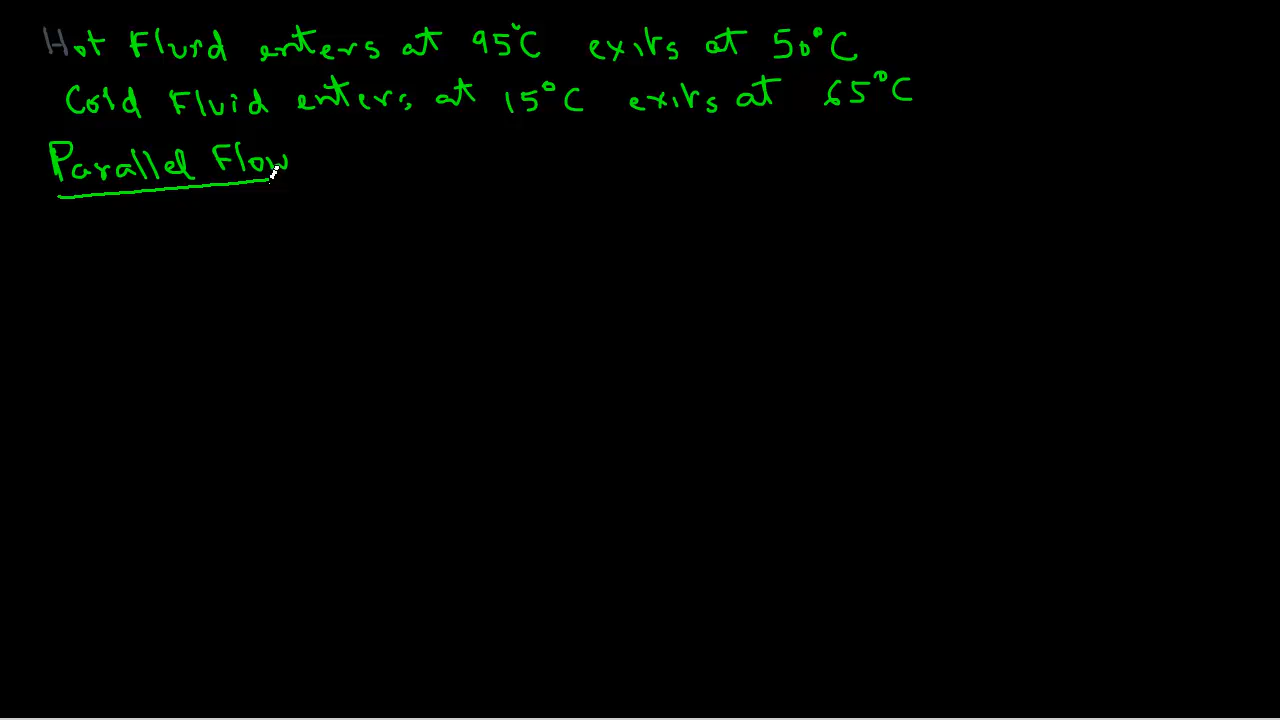 Hot Fluid enters at 95°C exits at 50°C
Cold Fluid enters at 15°C exits at 65°C
Parallel Flow